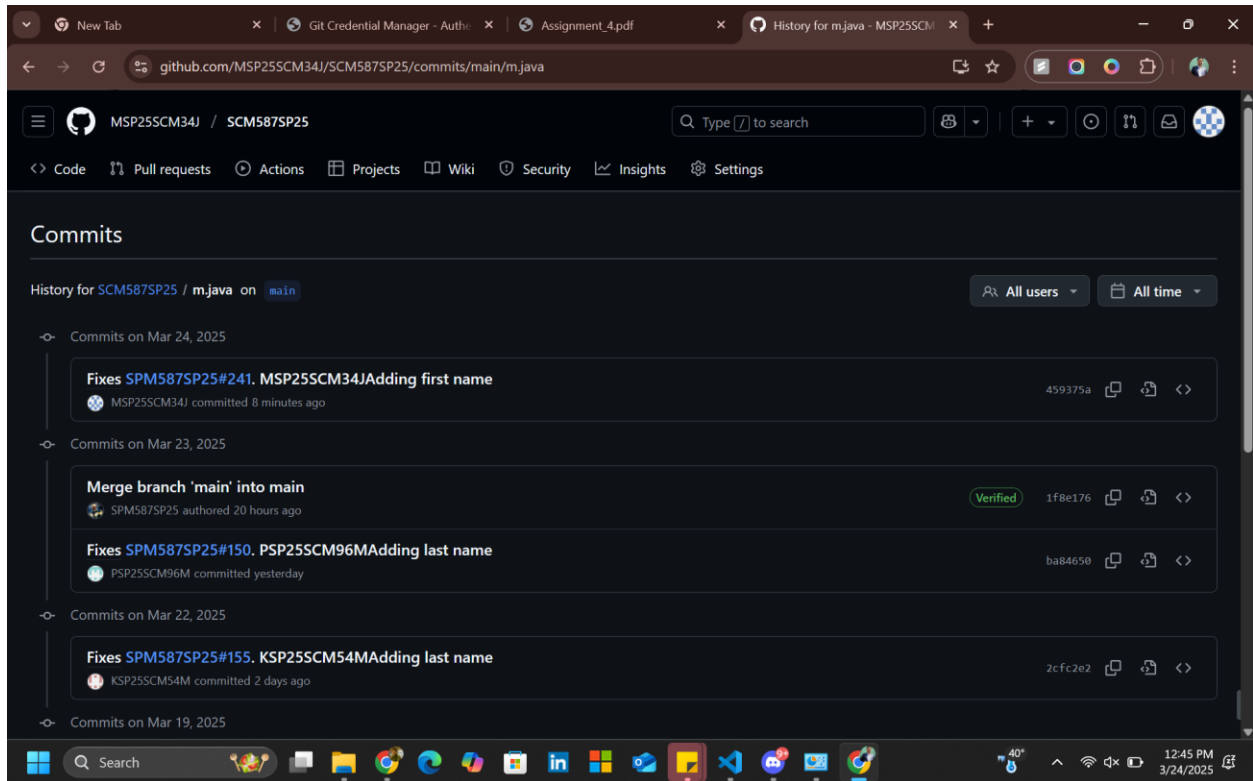 New Tab
Git Credential Manager - Authe
Assignment_4.pdf
History for m.java - MSP25SCM
github.com/MSP25SCM34J/SCM587SP25/commits/main/m.java
MSP25SCM34J / SCM587SP25
Type / to search
Code Pull requests Actions Projects Wiki Security Insights Settings
Commits
History for SCM587SP25 / m.java on main
All users All time
Commits on Mar 24, 2025
Fixes SPM587SP25#241. MSP25SCM34JAdding first name
459375a
MSP25SCM34J committed 8 minutes ago
Commits on Mar 23, 2025
Merge branch 'main' into main
Verified 1f8e176
SPM587SP25 authored 20 hours ago
Fixes SPM587SP25#150. PSP25SCM96MAdding last name
ba84650
PSP25SCM96M committed yesterday
Commits on Mar 22, 2025
Fixes SPM587SP25#155. KSP25SCM54MAdding last name
2cfc2e2
KSP25SCM54M committed 2 days ago
Commits on Mar 19, 2025
Search
40°
12:45 PM
3/24/2025